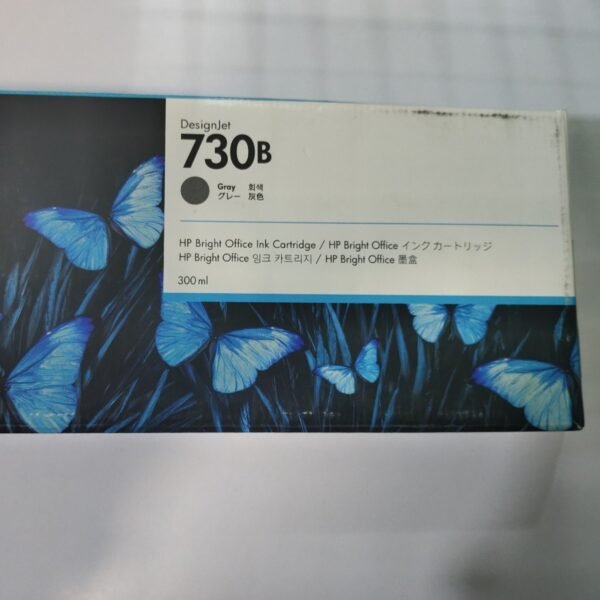 DesignJet
730B
Gray 회색
グレー 灰色
HP Bright Office Ink Cartridge / HP Bright Office インク カートリッジ
HP Bright Office 잉크 카트리지 / HP Bright Office 墨盒
300 ml